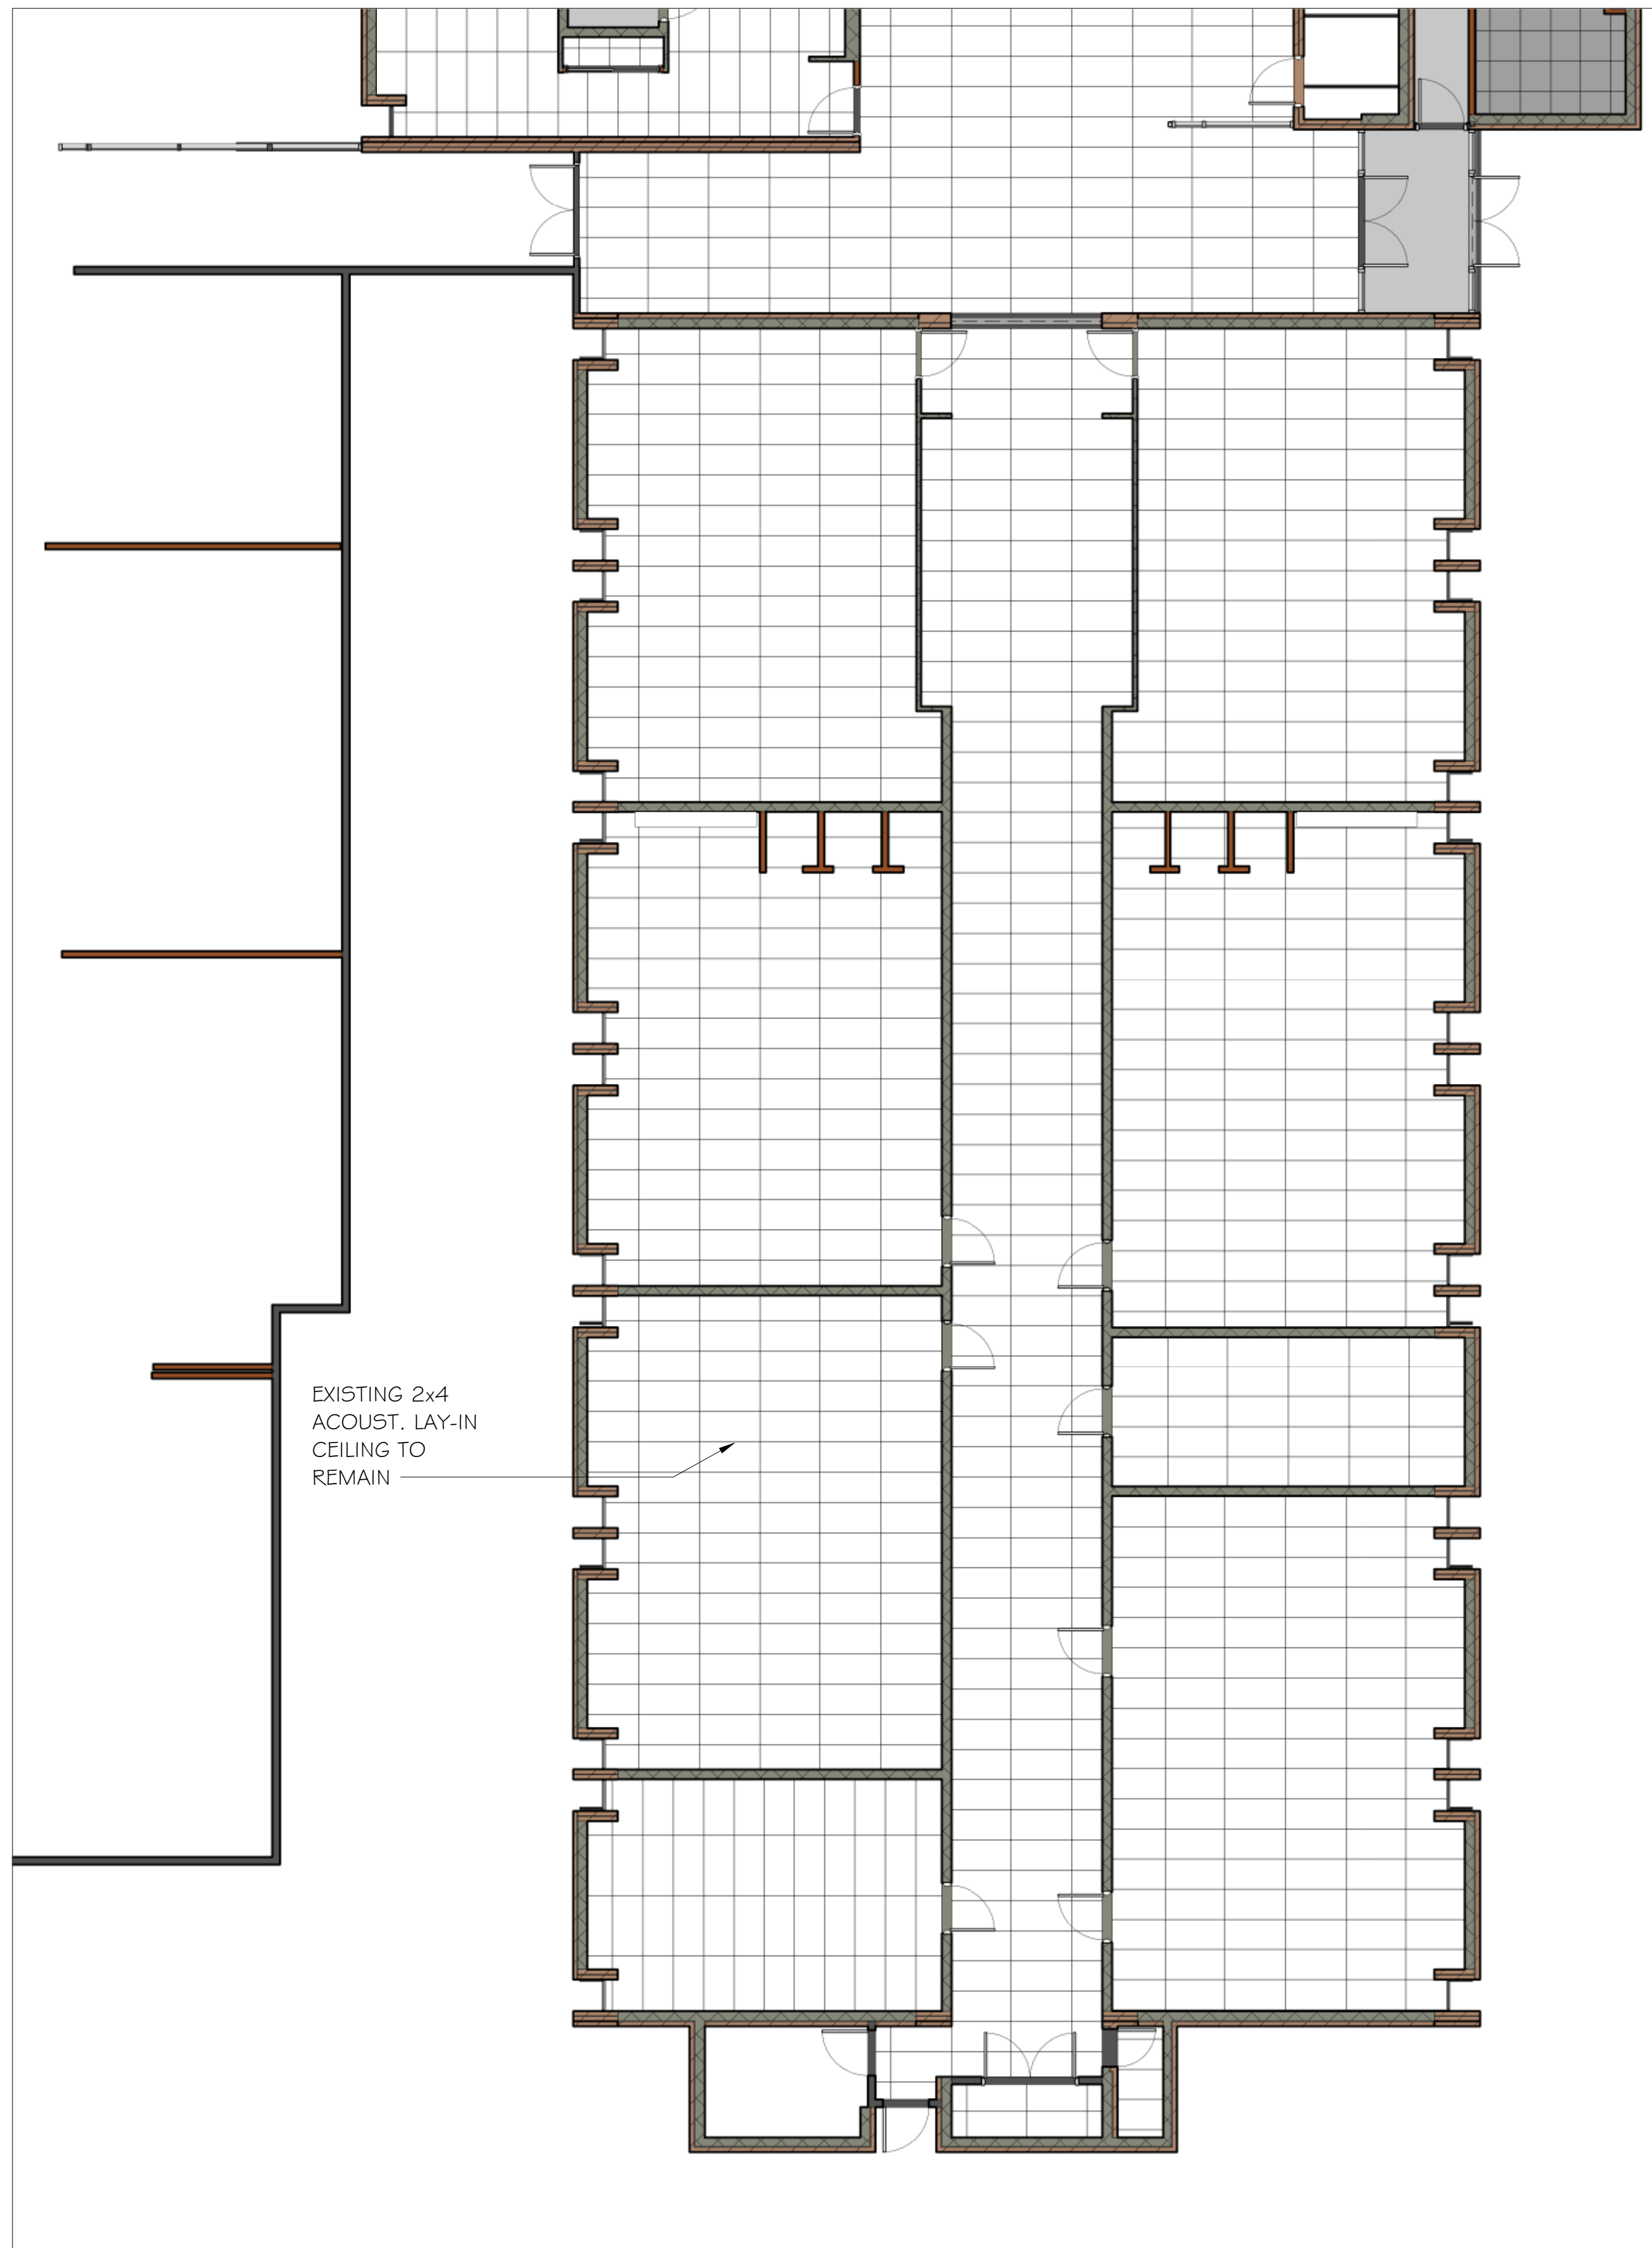 EXISTING 2x4
ACOUST. LAY-IN
CEILING TO
REMAIN